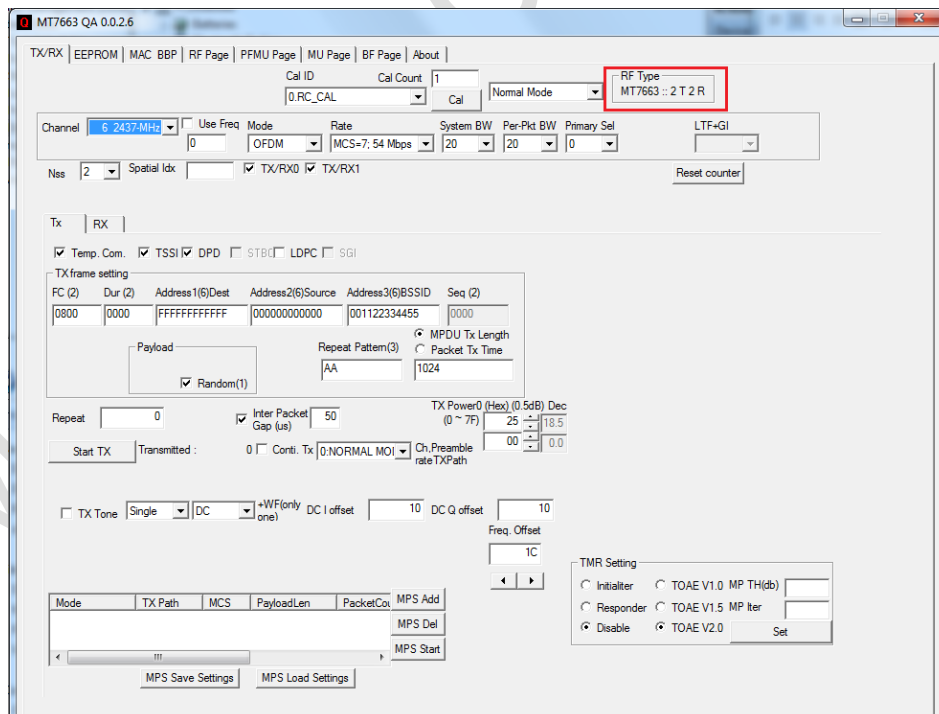 MT7663 QA 0.0.2.6
TX/RX EEPROM MAC BBP RF Page PFMU Page MU Page BF Page About
Cal ID Cal Count 1 RF Type
0.RC_CAL Cal Normal Mode MT7663 :: 2 T 2 R
Channel 6 2437-MHz Use Freq Mode Rate System BW Per-Pkt BW Primary Sel LTF+GI
0 OFDM MCS=7; 54 Mbps 20 20 0
Nss 2 Spatial Idx TX/RX0 TX/RX1 Reset counter
Tx RX
Temp. Com. TSSI DPD STBC LDPC SGI
TX frame setting
FC (2) Dur (2) Address1(6)Dest Address2(6)Source Address3(6)BSSID Seq (2)
0800 0000 FFFFFFFFFFFF 000000000000 001122334455 0000
MPDU Tx Length
Payload Repeat Pattern(3) Packet Tx Time
AA 1024
Random(1)
TX Power0 (Hex) (0.5dB) Dec
Repeat 0 Inter Packet Gap (us) 50 (0 ~ 7F) 25 18.5
Start TX Transmitted : 0 Conti. Tx 0:NORMAL MOI Ch,Preamble rateTXPath 00 0.0
TX Tone Single DC +WF(only one) DC I offset 10 DC Q offset 10
Freq. Offset
1C
TMR Setting
Initialiter TOAE V1.0 MP TH(db)
Responder TOAE V1.5 MP Iter
Disable TOAE V2.0 Set
Mode TX Path MCS PayloadLen PacketCou MPS Add
MPS Del
MPS Start
MPS Save Settings MPS Load Settings